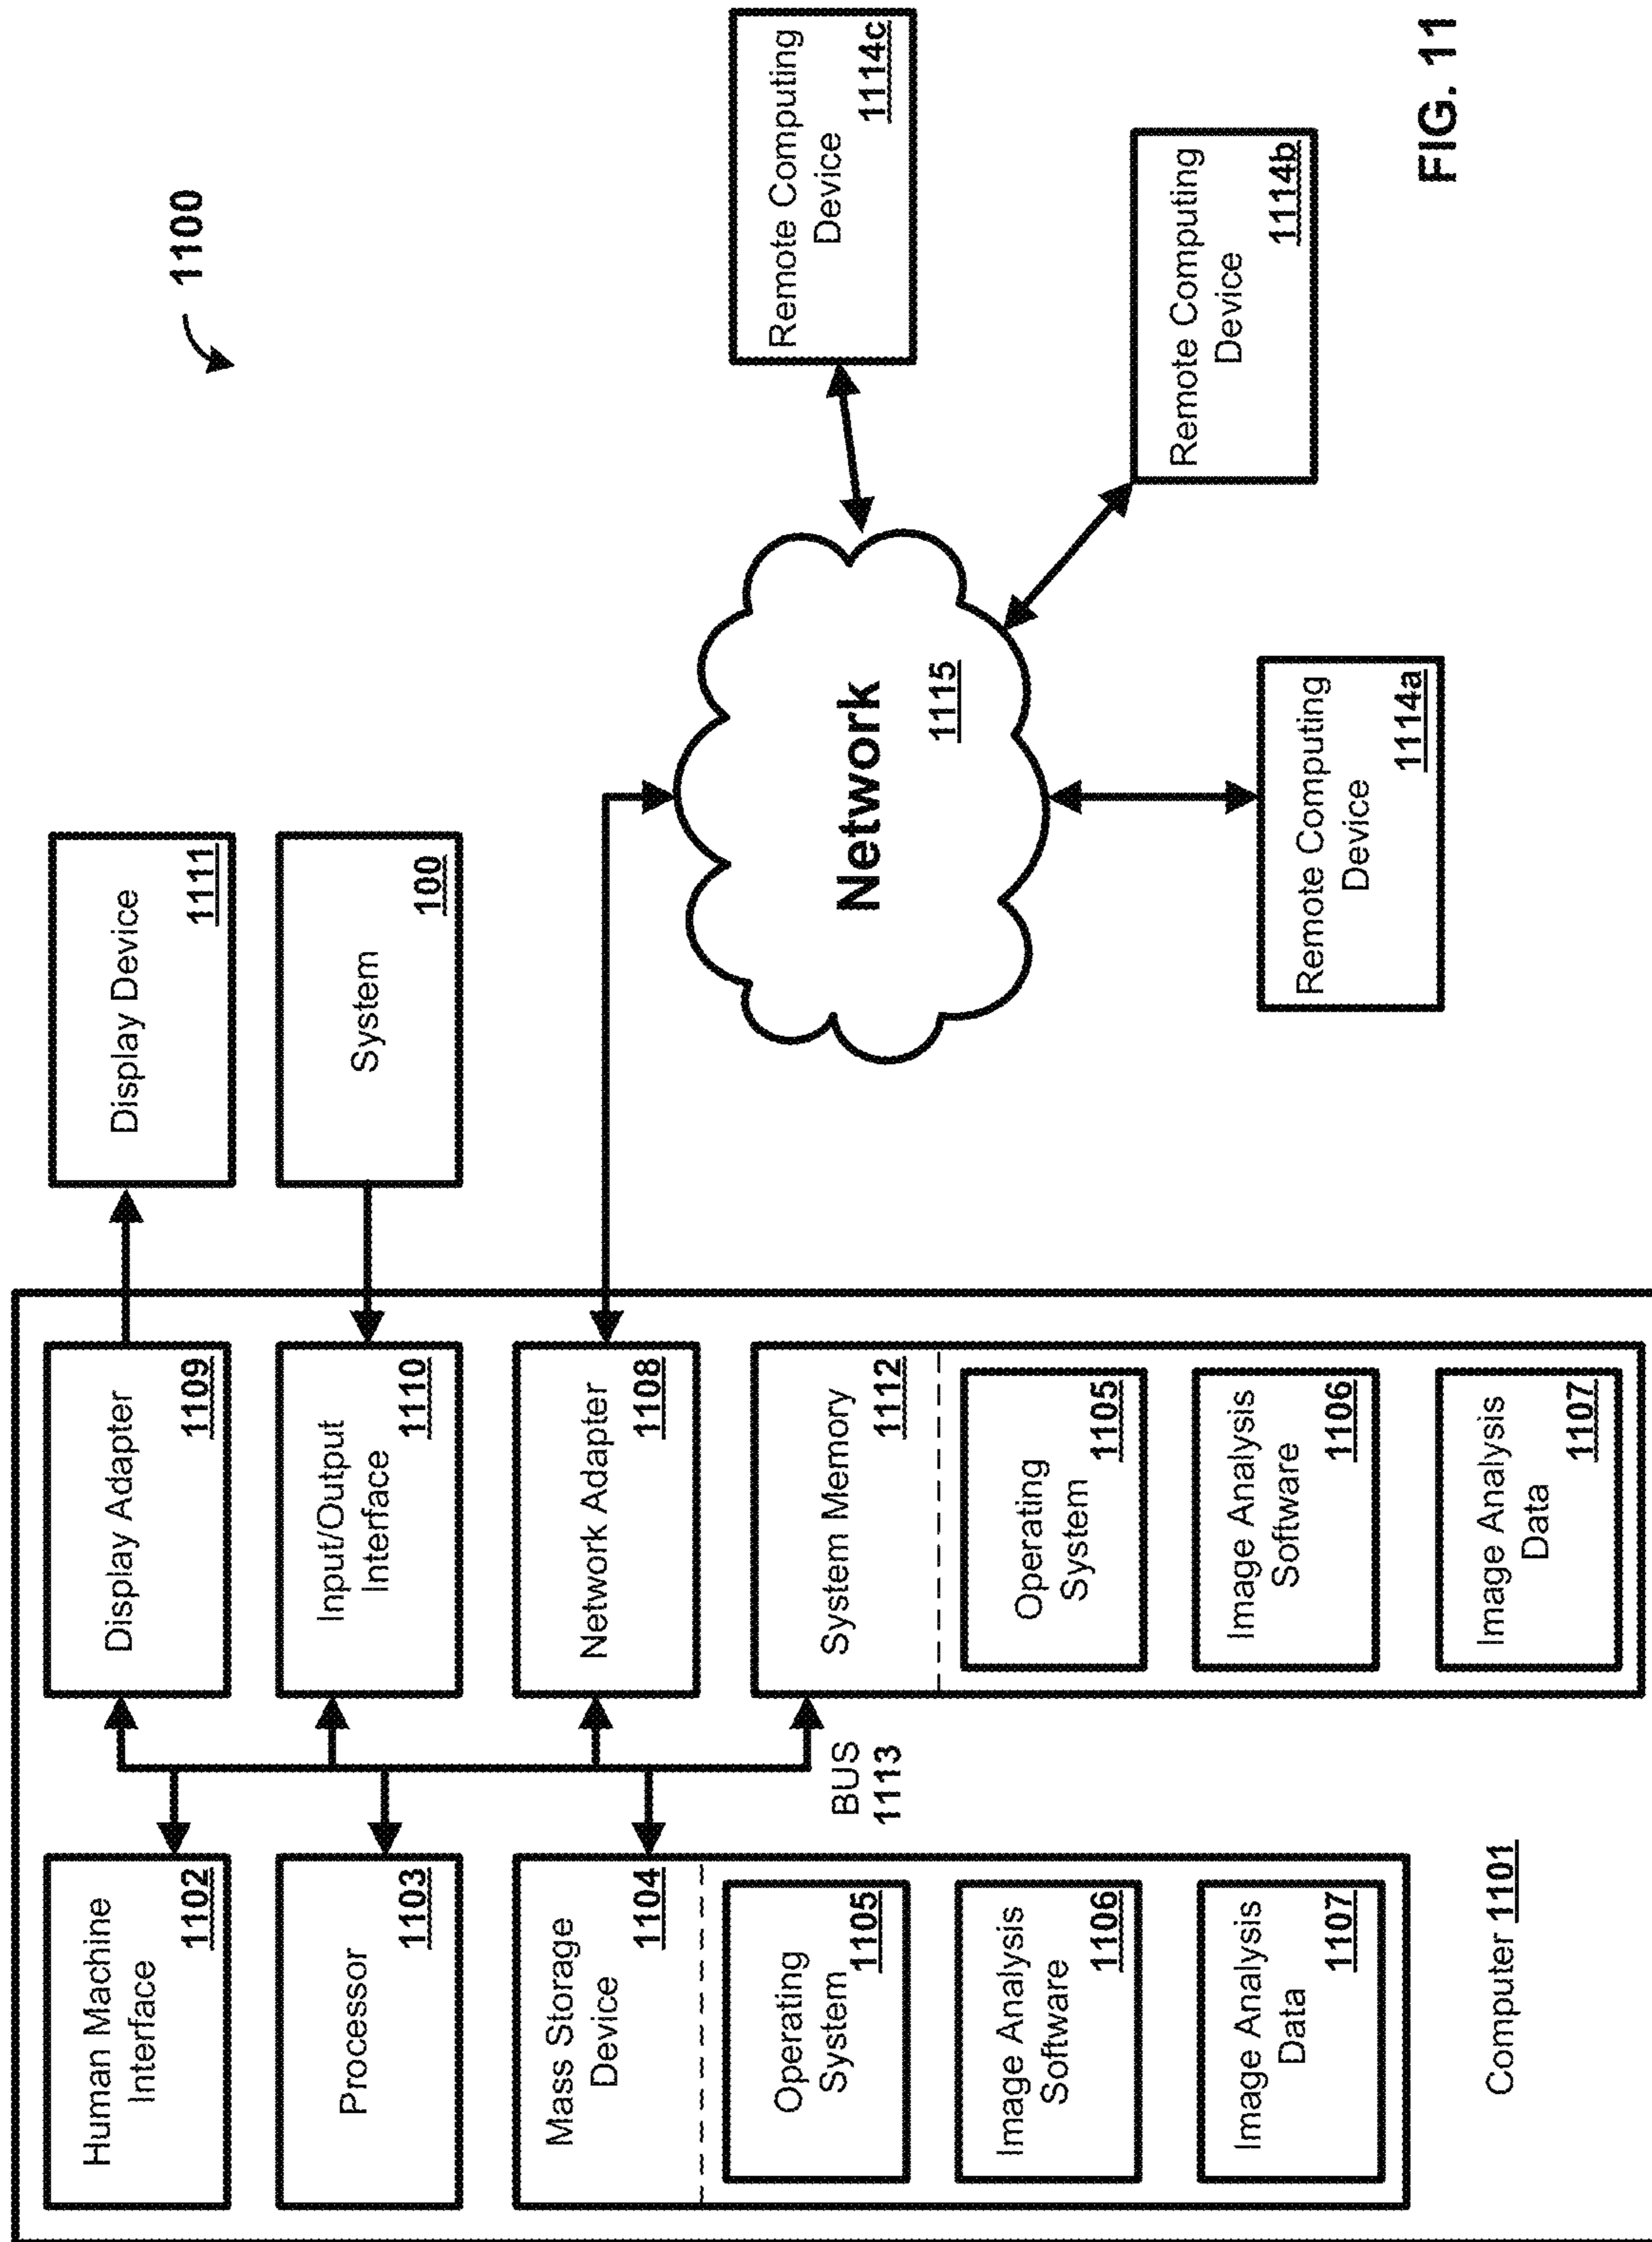 1100
Human Machine
Interface
1102
Processor
1103
Mass Storage
Device
1104
Operating
System
1105
Image Analysis
Software
1106
Image Analysis
Data
1107
Computer 1101
BUS
1113
Display Adapter
1109
Input/Output
Interface
1110
Network Adapter
1108
System Memory
1112
Operating
System
1105
Image Analysis
Software
1106
Image Analysis
Data
1107
Display Device
1111
System
100
Network
1115
Remote Computing
Device
1114a
Remote Computing
Device
1114b
Remote Computing
Device
1114c
FIG. 11